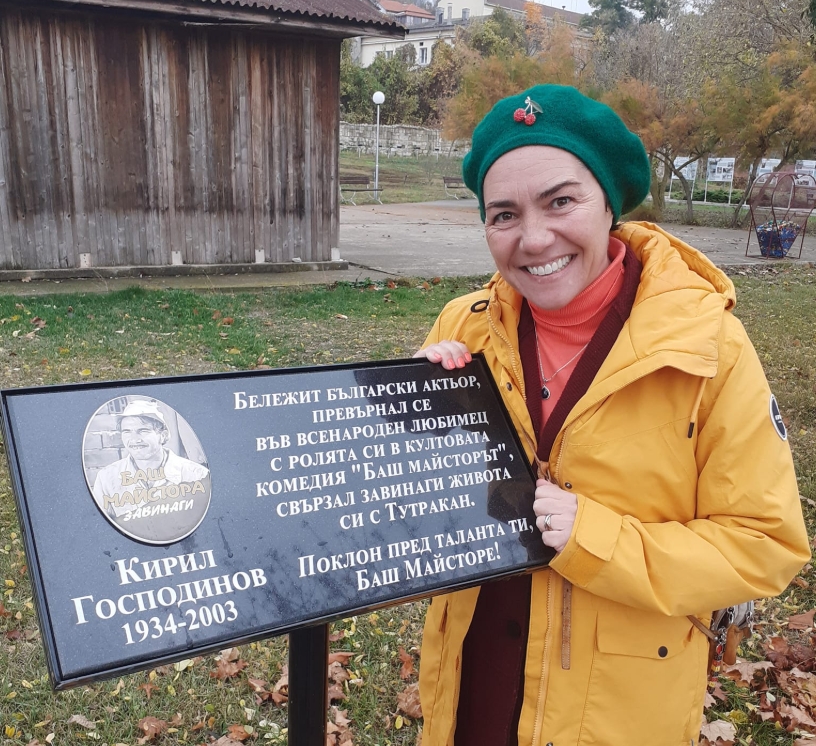 БЕЛЕЖИТ БЪЛГАРСКИ АКТЬОР,
ПРЕВЪРНАЛ СЕ
ВЪВ ВСЕНАРОДЕН ЛЮБИМЕЦ
С РОЛЯТА СИ В КУЛТОВАТА
КОМЕДИЯ "БАШ МАЙСТОРЪТ",
СВЪРЗАЛ ЗАВИНАГИ ЖИВОТА
СИ С ТУТРАКАН.
ПОКЛОН ПРЕД ТАЛАНТА ТИ,
БАШ МАЙСТОРЕ!
БАШ
МАЙСТОРА
ЗАВИНАГИ
КИРИЛ
ГОСПОДИНОВ
1934-2003